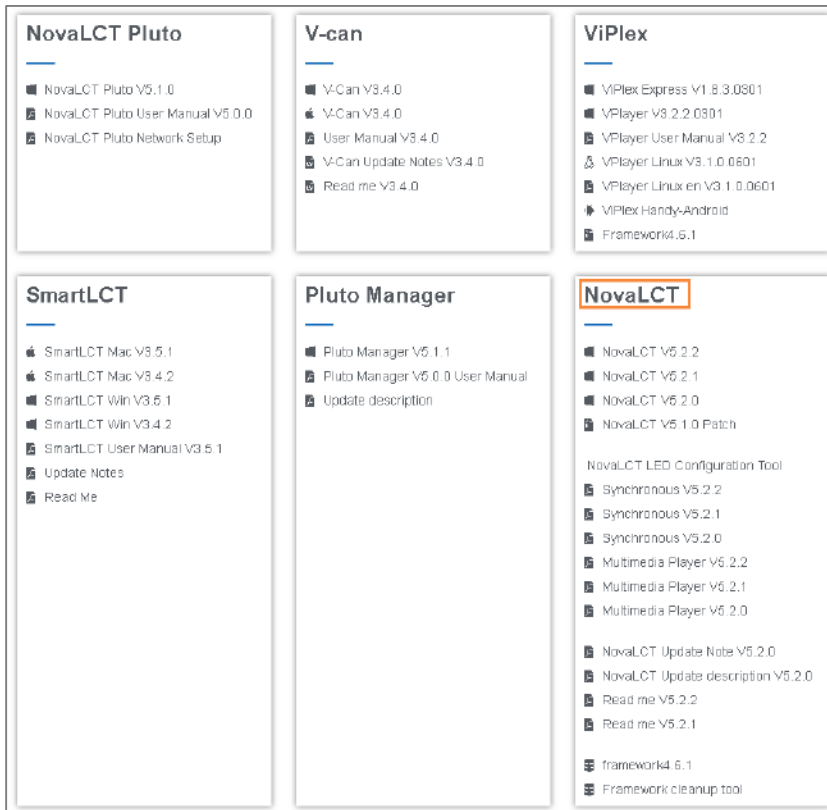 NovaLCT Pluto
NovaLCT Pluto V5.1.0
NovaLCT Pluto User Manual V5.0.0
NovaLCT Pluto Network Setup
V-can
V-Can V3.4.0
V-Can V3.4.0
User Manual V3.4.0
V-Can Update Notes V3.4.0
Read me V3.4.0
ViPlex
ViPlex Express V1.8.3.0301
VPlayer V3.2.2.0301
VPlayer User Manual V3.2.2
VPlayer Linux V3.1.0.0601
VPlayer Linux en V3.1.0.0601
ViPlex Handy-Android
Framework4.6.1
SmartLCT
SmartLCT Mac V3.5.1
SmartLCT Mac V3.4.2
SmartLCT Win V3.5.1
SmartLCT Win V3.4.2
SmartLCT User Manual V3.5.1
Update Notes
Read Me
Pluto Manager
Pluto Manager V5.1.1
Pluto Manager V5.0.0 User Manual
Update description
NovaLCT
NovaLCT V5.2.2
NovaLCT V5.2.1
NovaLCT V5.2.0
NovaLCT V5.1.0 Patch
NovaLCT LED Configuration Tool
Synchronous V5.2.2
Synchronous V5.2.1
Synchronous V5.2.0
Multimedia Player V5.2.2
Multimedia Player V5.2.1
Multimedia Player V5.2.0
NovaLCT Update Note V5.2.0
NovaLCT Update description V5.2.0
Read me V5.2.2
Read me V5.2.1
framework4.6.1
Framework cleanup tool